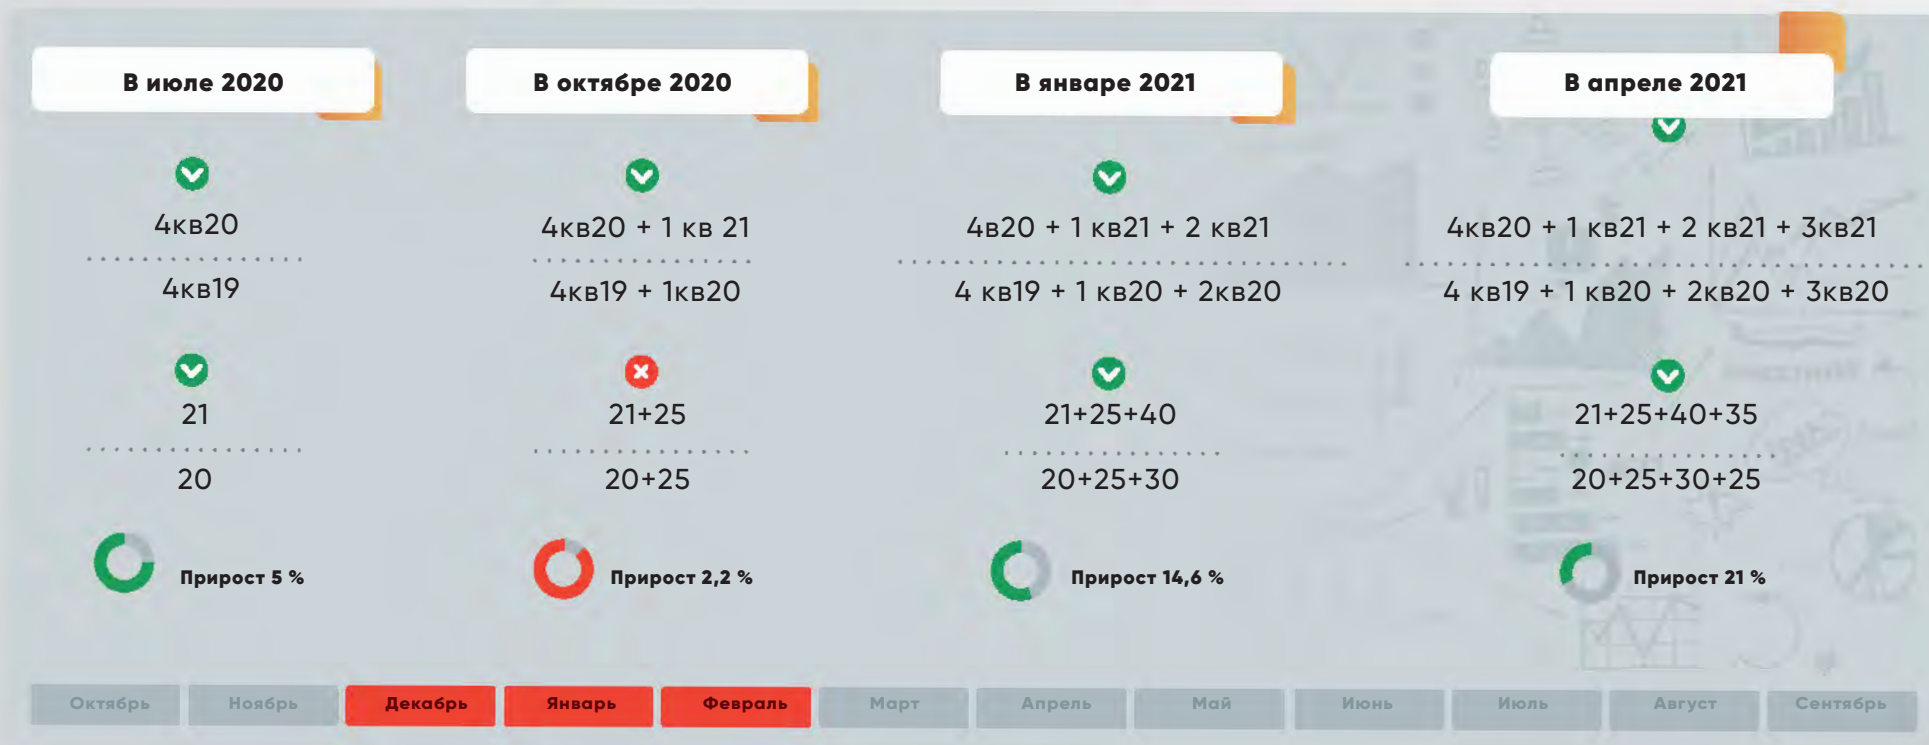 В июле 2020
В октябре 2020
В январе 2021
В апреле 2021
4кв20
4кв20 + 1 кв 21
4в20 + 1 кв21 + 2 кв21
4кв20 + 1 кв21 + 2 кв21 + 3кв21
4кв19
4кв19 + 1кв20
4 кв19 + 1 кв20 + 2кв20
4 кв19 + 1 кв20 + 2кв20 + 3кв20
21
21+25
21+25+40
21+25+40+35
20
20+25
20+25+30
20+25+30+25
Прирост 5 %
Прирост 2,2 %
Прирост 14,6 %
Прирост 21 %
Октябрь
Ноябрь
Декабрь
Январь
Февраль
Март
Апрель
Май
Июнь
Июль
Август
Сентябрь